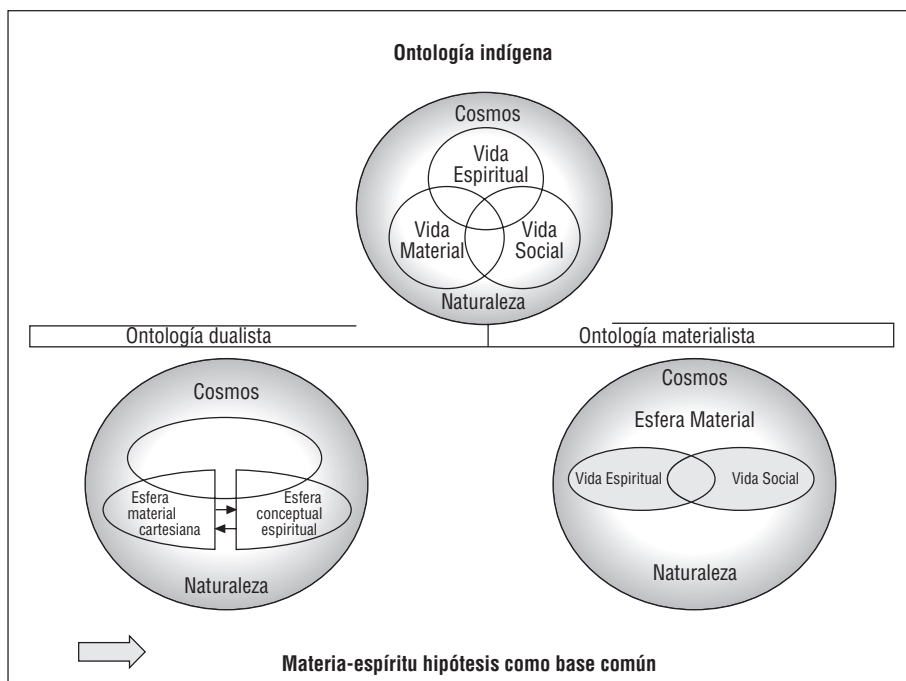 Ontología indígena
Cosmos
Vida
Espiritual
Vida
Material
Vida
Social
Naturaleza
Ontología dualista
Ontología materialista
Cosmos
Esfera
material
cartesiana
Esfera
conceptual
espiritual
Naturaleza
Cosmos
Esfera Material
Vida Espiritual
Vida Social
Naturaleza
Materia-espíritu hipótesis como base común